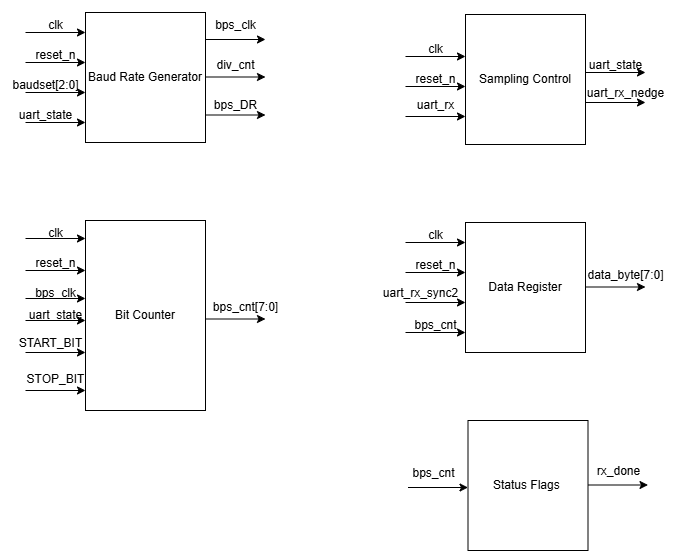 clk
reset_n
baudset[2:0]
uart_state
Baud Rate Generator
bps_clk
div_cnt
bps_DR
clk
reset_n
uart_rx
Sampling Control
uart_state
uart_rx_nedge
clk
reset_n
bps_clk
uart_state
START_BIT
STOP_BIT
Bit Counter
bps_cnt[7:0]
clk
reset_n
uart_rx_sync2
bps_cnt
Data Register
data_byte[7:0]
bps_cnt
Status Flags
rx_done